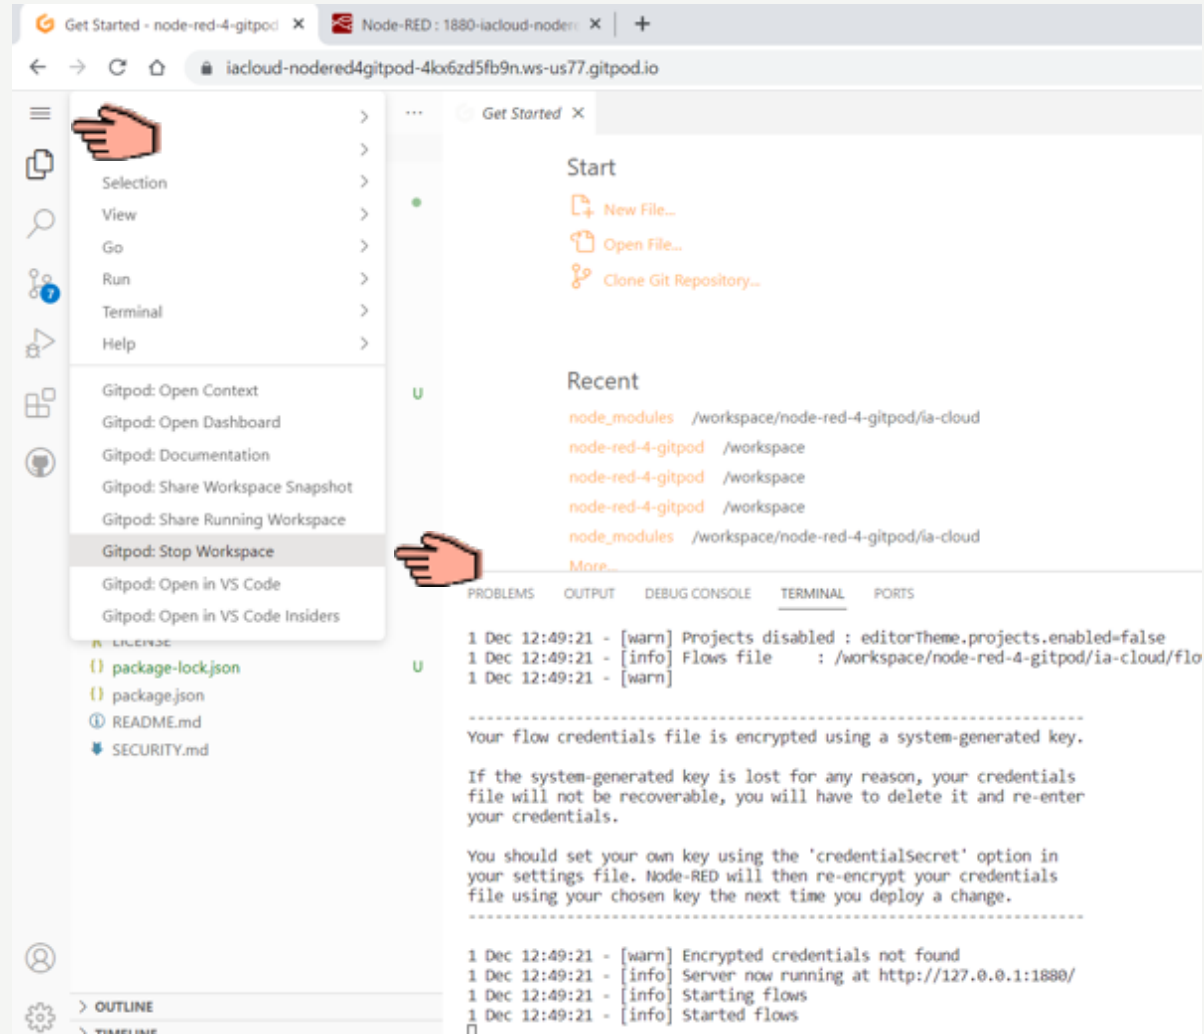 Get Started - node-red-4-gitpod
Node-RED : 1880-iacloud-nodere
iacloud-nodered4gitpod-4kx6zd5fb9n.ws-us77.gitpod.io
Get Started
Selection
View
Go
Run
Terminal
Help
Gitpod: Open Context
Gitpod: Open Dashboard
Gitpod: Documentation
Gitpod: Share Workspace Snapshot
Gitpod: Share Running Workspace
Gitpod: Stop Workspace
Gitpod: Open in VS Code
Gitpod: Open in VS Code Insiders
7
U
LICENSE
{} package-lock.json U
{} package.json
README.md
SECURITY.md
> OUTLINE
> TIMELINE
Start
New File...
Open File...
Clone Git Repository...
Recent
node_modules /workspace/node-red-4-gitpod/ia-cloud
node-red-4-gitpod /workspace
node-red-4-gitpod /workspace
node-red-4-gitpod /workspace
node_modules /workspace/node-red-4-gitpod/ia-cloud
More...
PROBLEMS OUTPUT DEBUG CONSOLE TERMINAL PORTS
1 Dec 12:49:21 - [warn] Projects disabled : editorTheme.projects.enabled=false
1 Dec 12:49:21 - [info] Flows file : /workspace/node-red-4-gitpod/ia-cloud/flo
1 Dec 12:49:21 - [warn]
---------------------------------------------------------------------
Your flow credentials file is encrypted using a system-generated key.
If the system-generated key is lost for any reason, your credentials
file will not be recoverable, you will have to delete it and re-enter
your credentials.
You should set your own key using the 'credentialSecret' option in
your settings file. Node-RED will then re-encrypt your credentials
file using your chosen key the next time you deploy a change.
---------------------------------------------------------------------
1 Dec 12:49:21 - [warn] Encrypted credentials not found
1 Dec 12:49:21 - [info] Server now running at http://127.0.0.1:1880/
1 Dec 12:49:21 - [info] Starting flows
1 Dec 12:49:21 - [info] Started flows